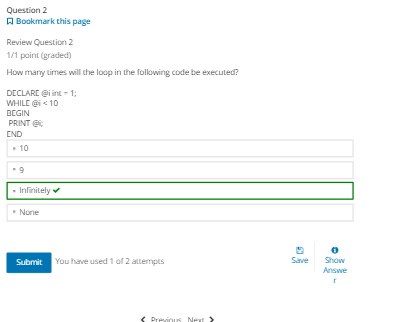 Question 2
Bookmark this page
Review Question 2
1/1 point (graded)
How many times will the loop in the following code be executed?
DECLARE @i int = 1;
WHILE @i < 10
BEGIN
PRINT @i;
END
10
9
Infinitely ✔
None
Submit
You have used 1 of 2 attempts
Save
Show
Answe
r
Previous Next